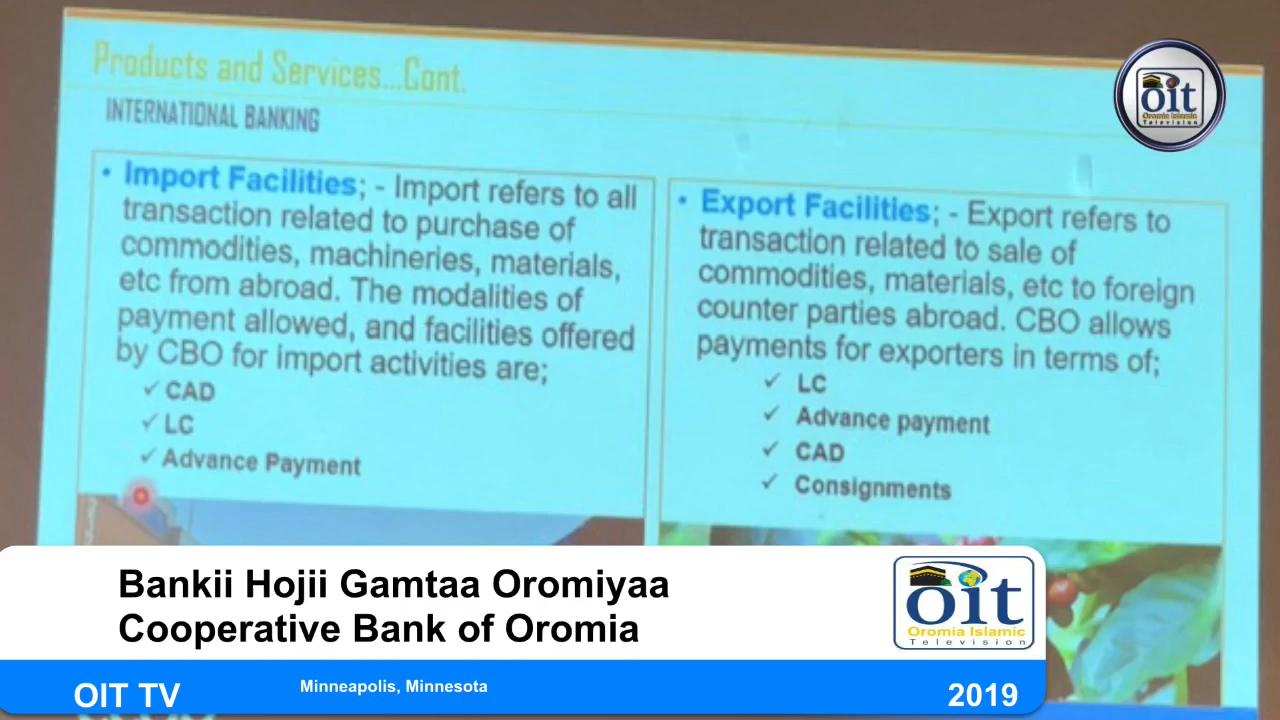 Products and Services...Cont.
INTERNATIONAL BANKING
• Import Facilities; - Import refers to all
transaction related to purchase of
commodities, machineries, materials,
etc from abroad. The modalities of
payment allowed, and facilities offered
by CBO for import activities are;
✓ CAD
✓ LC
✓ Advance Payment
• Export Facilities; - Export refers to
transaction related to sale of
commodities, materials, etc to foreign
counter parties abroad. CBO allows
payments for exporters in terms of;
✓ LC
✓ Advance payment
✓ CAD
✓ Consignments
oit
Oromia Islamic
Television
Bankii Hojii Gamtaa Oromiyaa
Cooperative Bank of Oromia
oit
Oromia Islamic
Television
OIT TV
Minneapolis, Minnesota
2019